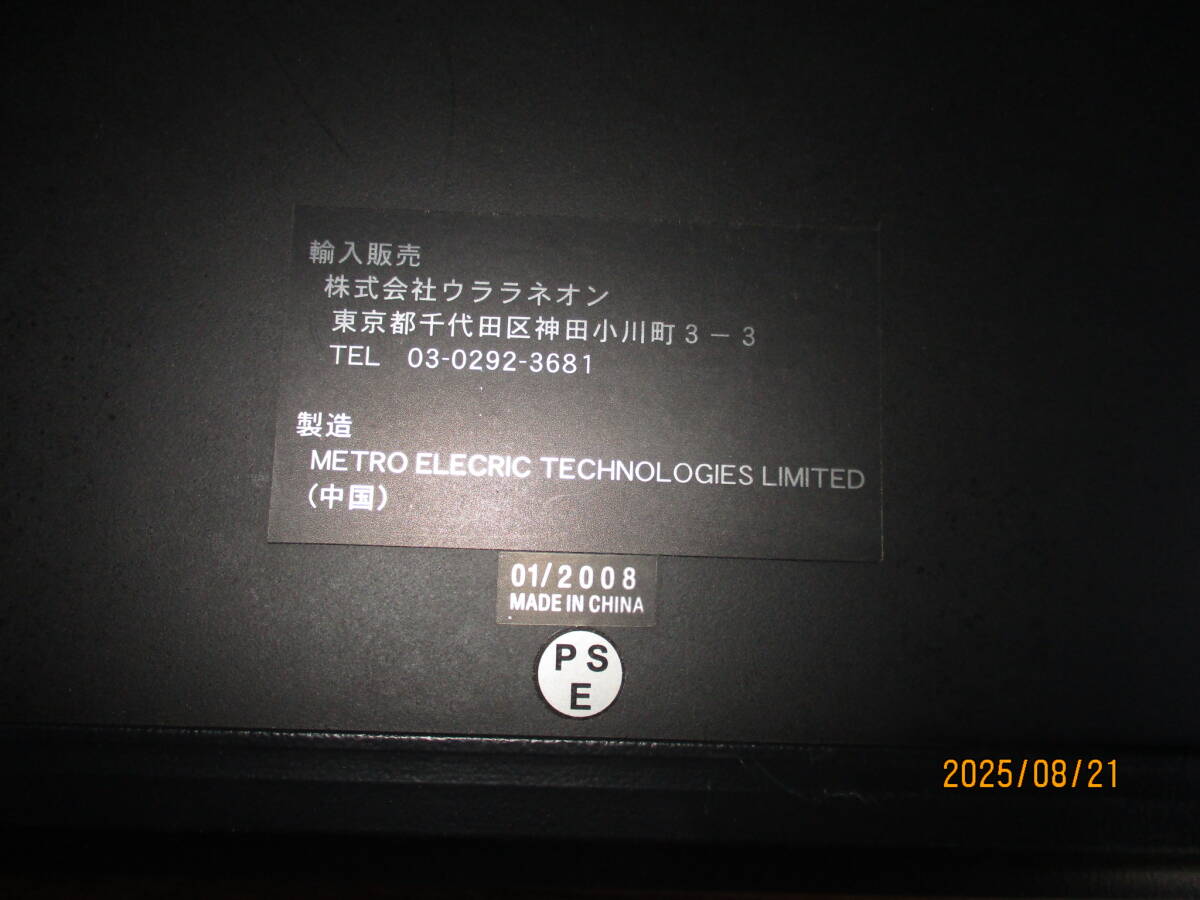 輸入販売
株式会社ウララネオン
東京都千代田区神田小川町3-3
TEL 03-0292-3681
製造
METRO ELECRIC TECHNOLOGIES LIMITED
(中国)
01/2008
MADE IN CHINA
PS
E
2025/08/21